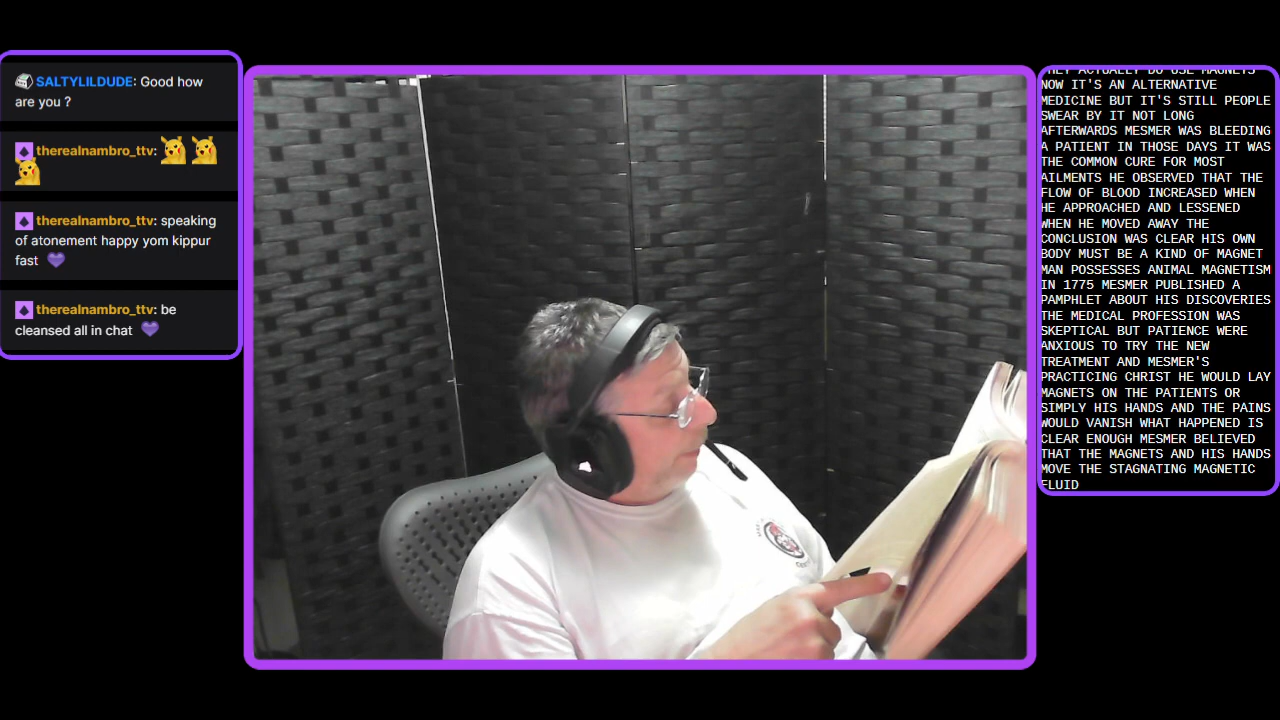 SALTYLILDUDE: Good how
are you ?
therealnambro_ttv:
therealnambro_ttv: speaking
of atonement happy yom kippur
fast
therealnambro_ttv: be
cleansed all in chat
THEY ACTUALLY DO USE MAGNETS
NOW IT'S AN ALTERNATIVE
MEDICINE BUT IT'S STILL PEOPLE
SWEAR BY IT NOT LONG
AFTERWARDS MESMER WAS BLEEDING
A PATIENT IN THOSE DAYS IT WAS
THE COMMON CURE FOR MOST
AILMENTS HE OBSERVED THAT THE
FLOW OF BLOOD INCREASED WHEN
HE APPROACHED AND LESSENED
WHEN HE MOVED AWAY THE
CONCLUSION WAS CLEAR HIS OWN
BODY MUST BE A KIND OF MAGNET
MAN POSSESSES ANIMAL MAGNETISM
IN 1775 MESMER PUBLISHED A
PAMPHLET ABOUT HIS DISCOVERIES
THE MEDICAL PROFESSION WAS
SKEPTICAL BUT PATIENCE WERE
ANXIOUS TO TRY THE NEW
TREATMENT AND MESMER'S
PRACTICING CHRIST HE WOULD LAY
MAGNETS ON THE PATIENTS OR
SIMPLY HIS HANDS AND THE PAINS
WOULD VANISH WHAT HAPPENED IS
CLEAR ENOUGH MESMER BELIEVED
THAT THE MAGNETS AND HIS HANDS
MOVE THE STAGNATING MAGNETIC
FLUID